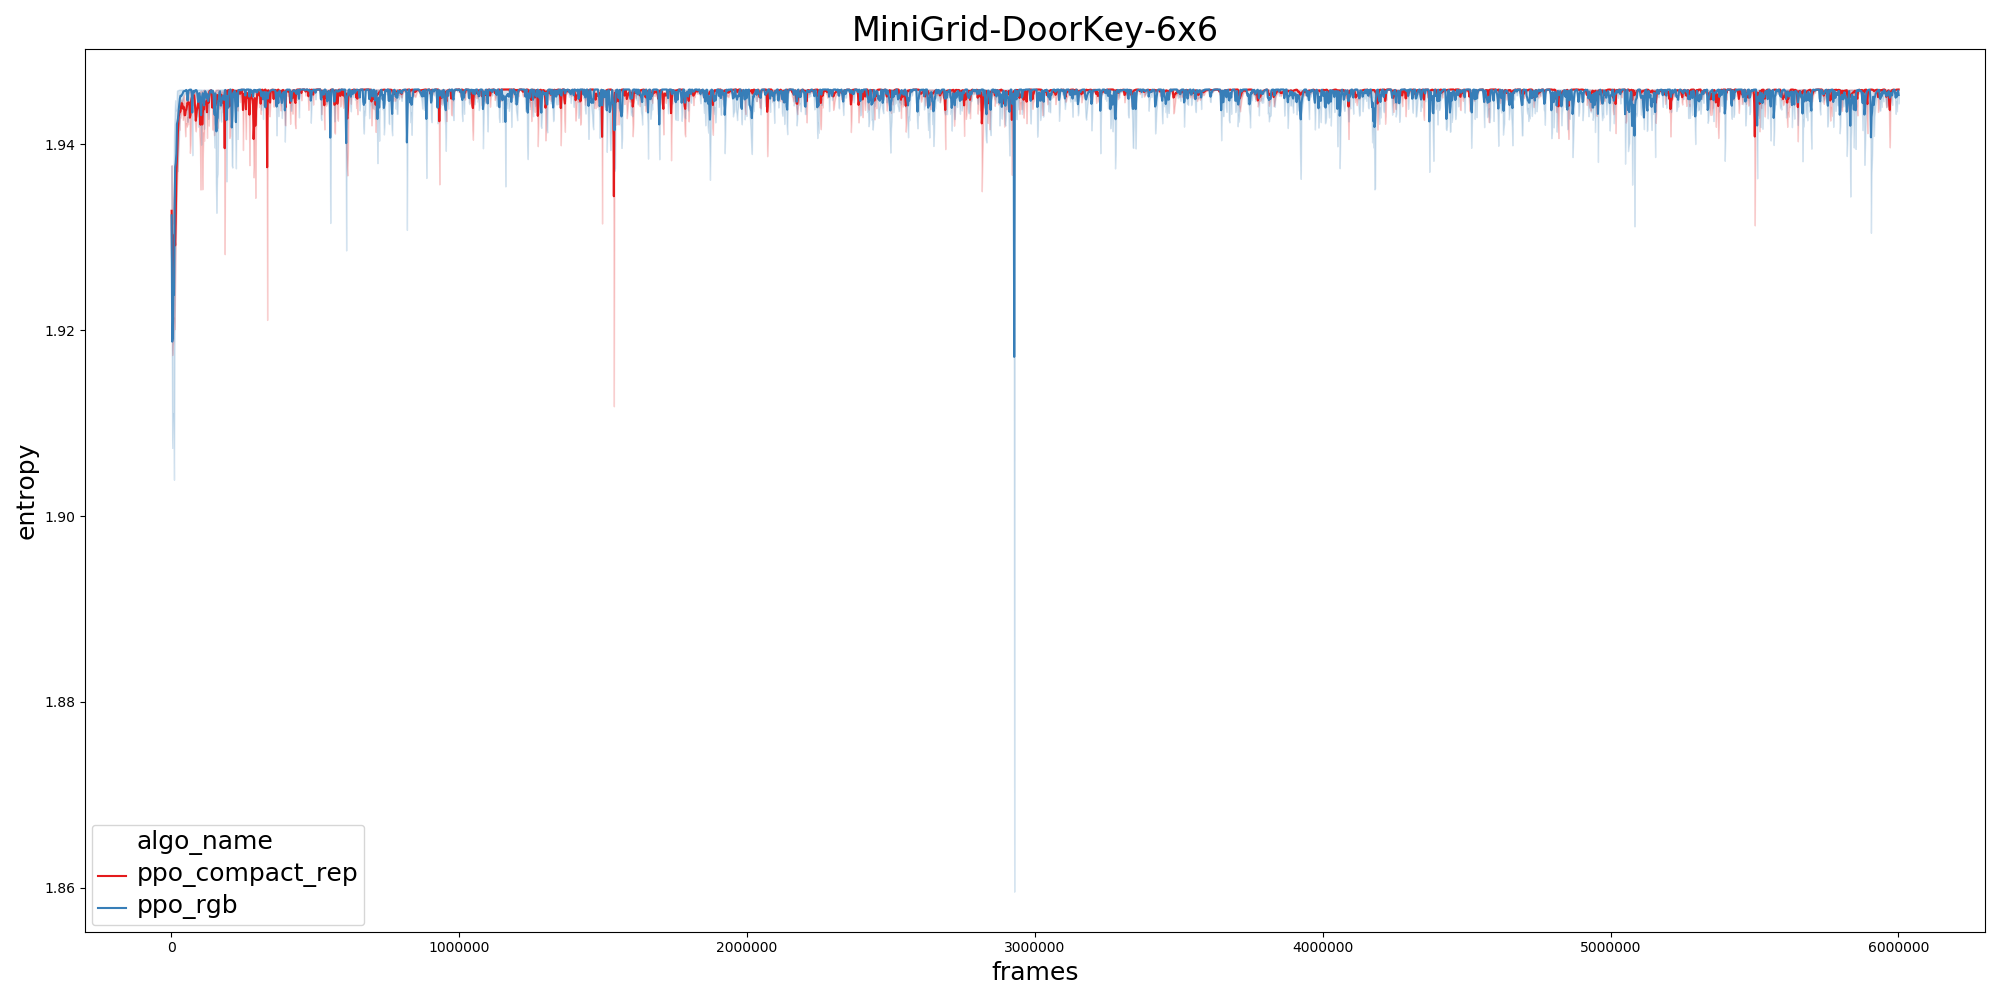 MiniGrid-DoorKey-6x6
entropy
1.94
1.92
1.90
1.88
1.86
algo_name
ppo_compact_rep
ppo_rgb
0 1000000 2000000 3000000 4000000 5000000 6000000
frames